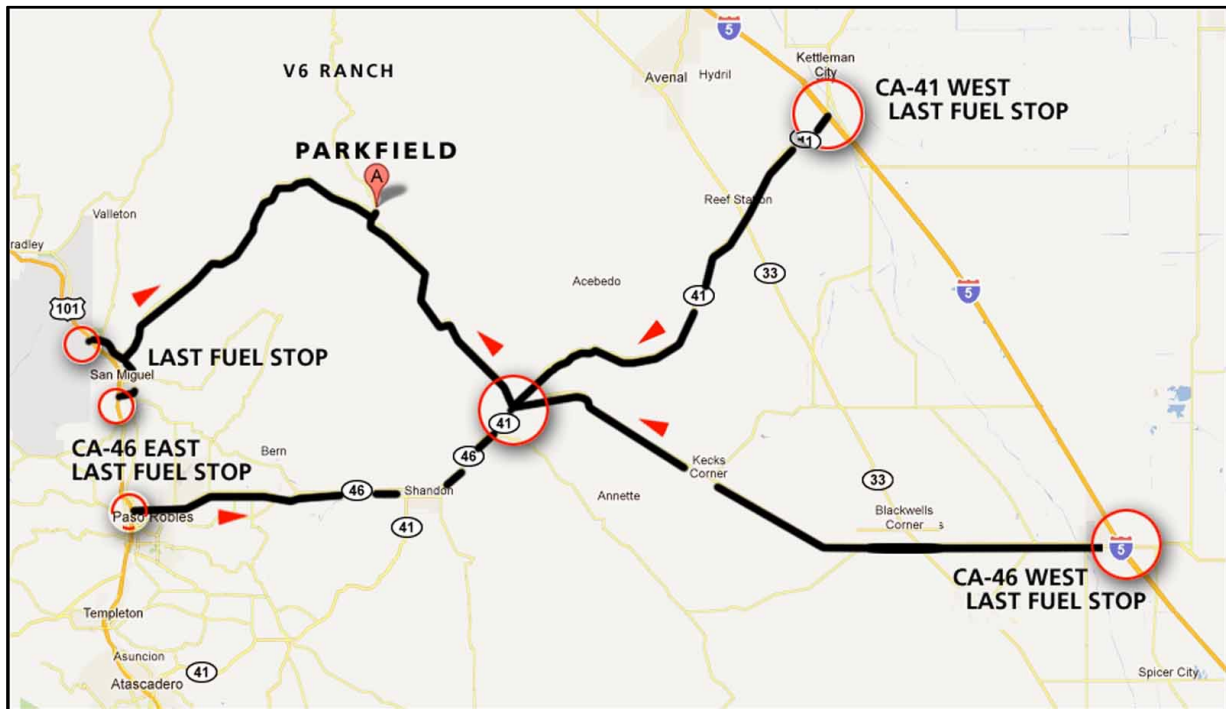 5
Kettleman
City
V6 RANCH
Avenal
Hydril
CA-41 WEST
LAST FUEL STOP
41
PARKFIELD
A
Reef Station
Valleton
radley
33
Acebedo
5
41
101
LAST FUEL STOP
San Miguel
41
CA-46 EAST
LAST FUEL STOP
Bern
46
Kecks
Corner
33
46
Shandon
Annette
Blackwells
Corner
s
Paso Robles
41
5
CA-46 WEST
LAST FUEL STOP
Templeton
Asuncion
41
Atascadero
Spicer City